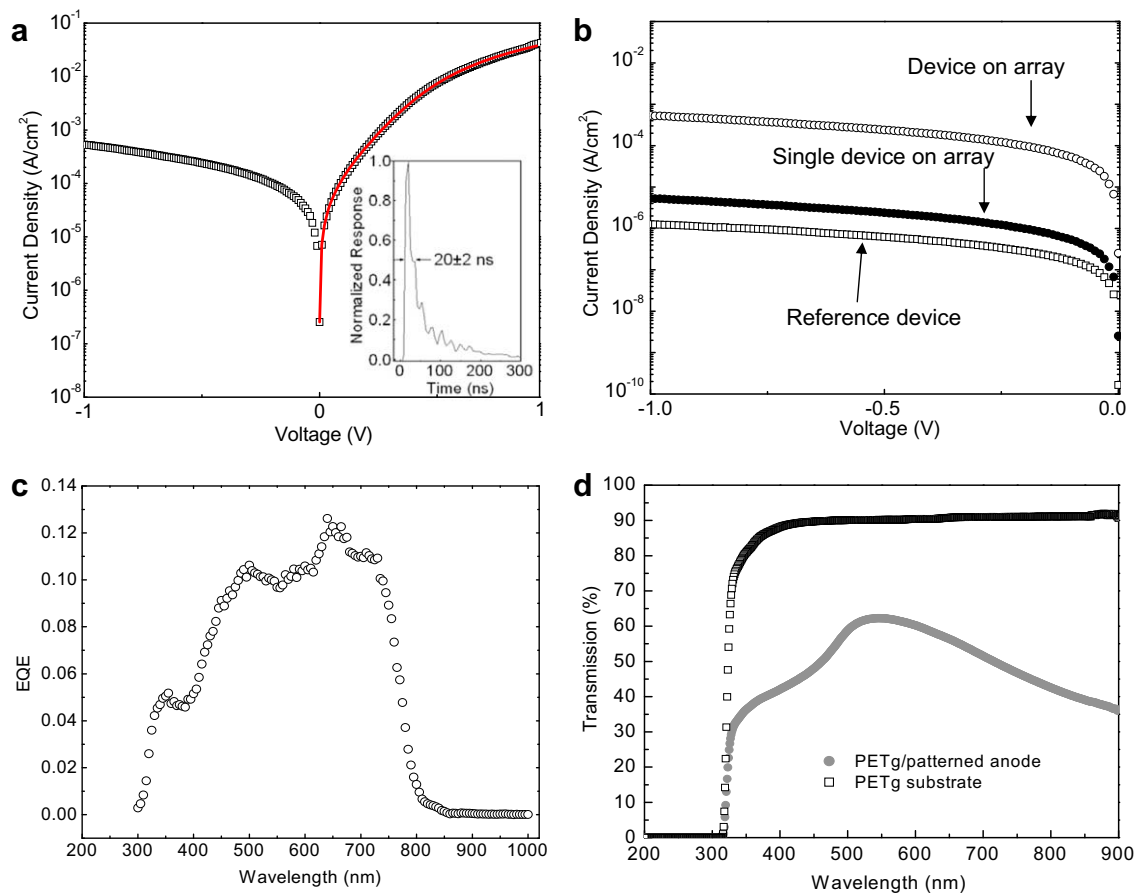 a
Current Density (A/cm²)
10⁻¹
10⁻²
10⁻³
10⁻⁴
10⁻⁵
10⁻⁶
10⁻⁷
10⁻⁸
-1
0
1
Voltage (V)
Normalized Response
1.0
0.8
0.6
0.4
0.2
0.0
20±2 ns
0
100
200
300
Time (ns)
b
Current Density (A/cm²)
10⁻²
10⁻⁴
10⁻⁶
10⁻⁸
10⁻¹⁰
-1.0
-0.5
0.0
Voltage (V)
Device on array
Single device on array
Reference device
c
EQE
0.14
0.12
0.10
0.08
0.06
0.04
0.02
0.00
200 300 400 500 600 700 800 900 1000
Wavelength (nm)
d
Transmission (%)
100
90
80
70
60
50
40
30
20
10
0
200 300 400 500 600 700 800 900
Wavelength (nm)
PETg/patterned anode
PETg substrate